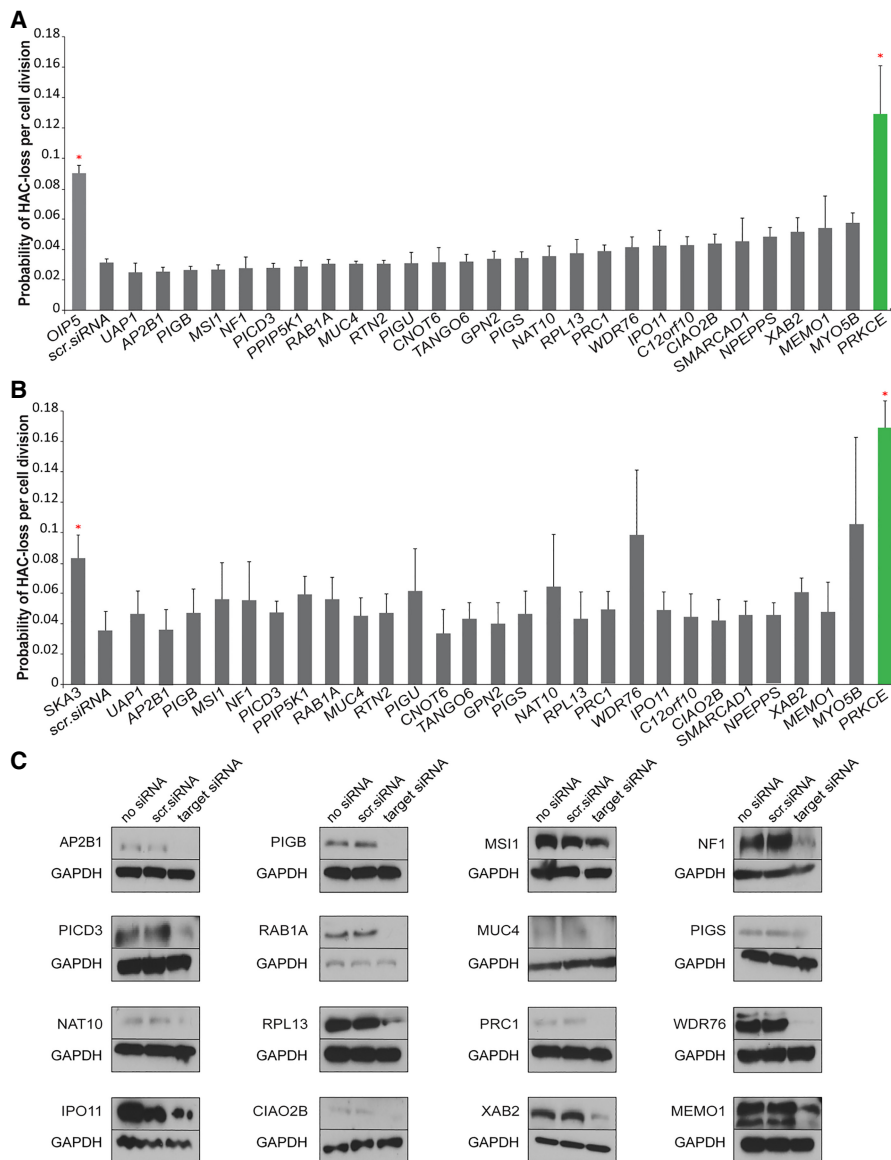 A
Probability of HAC-loss per cell division
0.18
0.16
0.14
0.12
0.1
0.08
0.06
0.04
0.02
0
*
*
OIP5
scr.siRNA
UAP1
AP2B1
PIGB
MSI1
NF1
PICD3
PPIP5K1
RAB1A
MUC4
RTN2
PIGU
CNOT6
TANGO6
GPN2
PIGS
NAT10
RPL13
PRC1
WDR76
IPO11
C12orf10
CIAO2B
SMARCAD1
NPEPPS
XAB2
MEMO1
MYO5B
PRKCE
B
Probability of HAC-loss per cell division
0.18
0.16
0.14
0.12
0.1
0.08
0.06
0.04
0.02
0
*
*
SKA3
scr.siRNA
UAP1
AP2B1
PIGB
MSI1
NF1
PICD3
PPIP5K1
RAB1A
MUC4
RTN2
PIGU
CNOT6
TANGO6
GPN2
PIGS
NAT10
RPL13
PRC1
WDR76
IPO11
C12orf10
CIAO2B
SMARCAD1
NPEPPS
XAB2
MEMO1
MYO5B
PRKCE
C
no siRNA scr.siRNA target siRNA no siRNA scr.siRNA target siRNA no siRNA scr.siRNA target siRNA no siRNA scr.siRNA target siRNA
AP2B1 PIGB MSI1 NF1
GAPDH GAPDH GAPDH GAPDH
PICD3 RAB1A MUC4 PIGS
GAPDH GAPDH GAPDH GAPDH
NAT10 RPL13 PRC1 WDR76
GAPDH GAPDH GAPDH GAPDH
IPO11 CIAO2B XAB2 MEMO1
GAPDH GAPDH GAPDH GAPDH